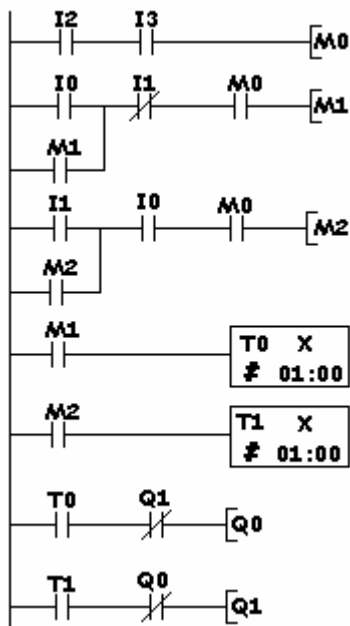 I2 I3
[M0
I0 I1 M0
[M1
M1
I1 I0 M0
[M2
M2
M1
T0 X
# 01:00
M2
T1 X
# 01:00
T0 Q1
[Q0
T1 Q0
[Q1